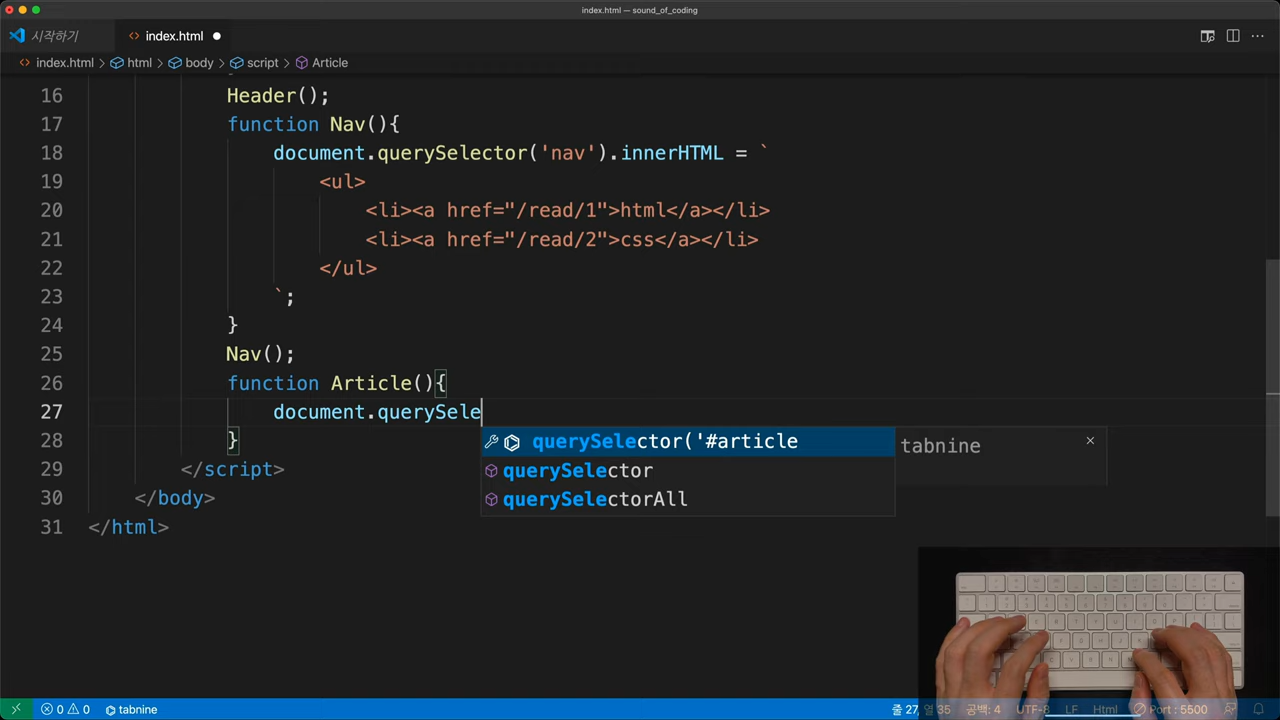 index.html — sound_of_coding
시작하기
index.html
index.html > html > body > script > Article
16 Header();
17 function Nav(){
18 document.querySelector('nav').innerHTML = `
19 <ul>
20 <li><a href="/read/1">html</a></li>
21 <li><a href="/read/2">css</a></li>
22 </ul>
23 `;
24 }
25 Nav();
26 function Article(){
27 document.querySele
querySelector('#article tabnine
querySelector
querySelectorAll
28 }
29 </script>
30 </body>
31 </html>
0 0 tabnine 줄 27, 열 35 공백: 4 UTF-8 LF Html Port : 5500